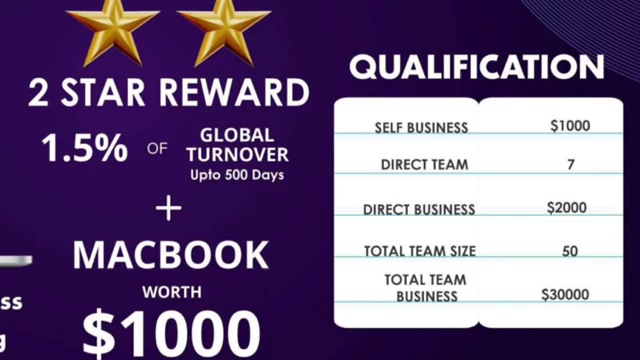 2 STAR REWARD
1.5% OF GLOBAL TURNOVER
Upto 500 Days
+
MACBOOK
WORTH
$1000
ss
g
QUALIFICATION
SELF BUSINESS $1000
DIRECT TEAM 7
DIRECT BUSINESS $2000
TOTAL TEAM SIZE 50
TOTAL TEAM BUSINESS $30000